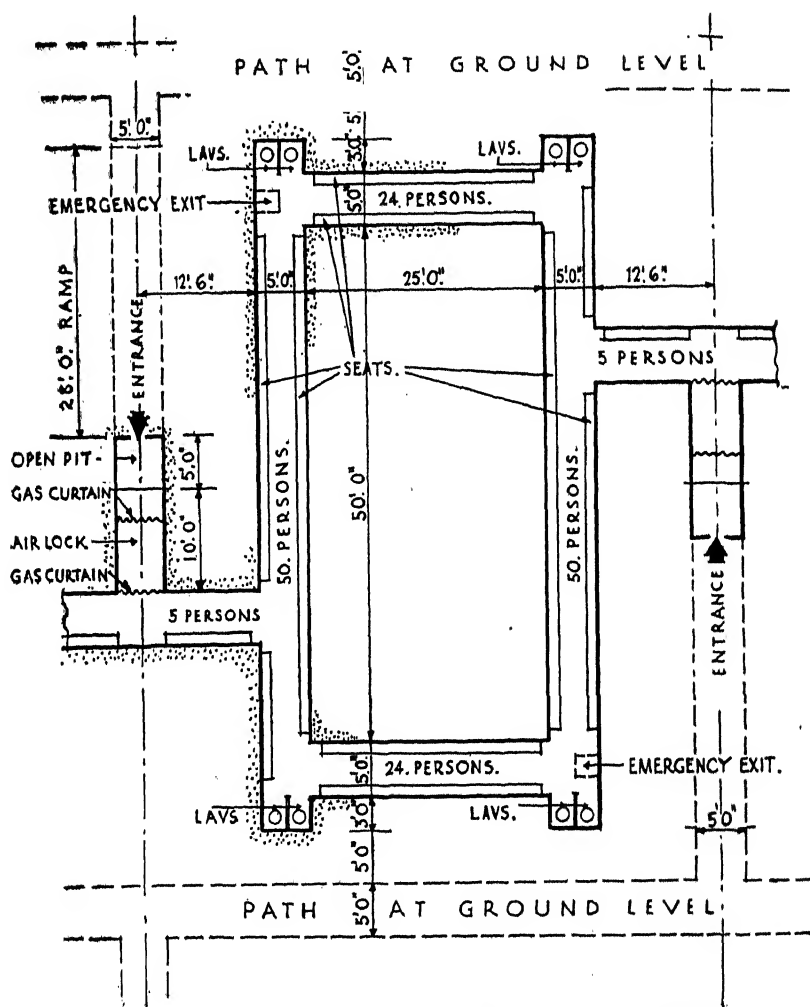 PATH AT GROUND LEVEL
5'.0".
5'
3'.0"
5'.0"
5'.0".
LAVS.
LAVS.
24. PERSONS.
EMERGENCY EXIT
12'.6".
5'.0".
25'.0".
5'.0".
12'.6"
28'.0" RAMP
ENTRANCE
5 PERSONS
SEATS.
OPEN PIT
5'.0"
GAS CURTAIN
10'.0"
AIR LOCK
GAS CURTAIN
50. PERSONS.
50'.0"
50. PERSONS.
5 PERSONS
ENTRANCE
24. PERSONS.
5'.0"
EMERGENCY EXIT.
LAVS
3'.0"
LAVS.
5'.0"
5'.0"
PATH AT GROUND LEVEL
5'.0"